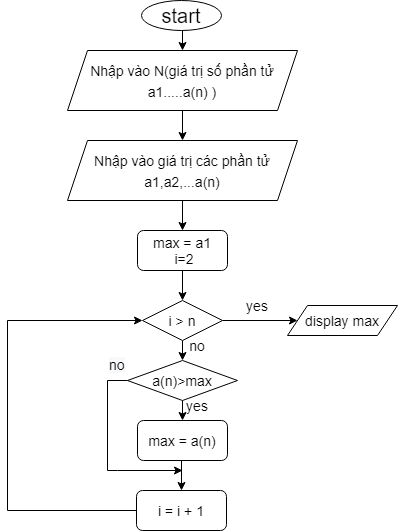 start
Nhập vào N(giá trị số phần tử
a1.....a(n) )
Nhập vào giá trị các phần tử
a1,a2,...a(n)
max = a1
i=2
i > n
yes
display max
no
no
a(n)>max
yes
max = a(n)
i = i + 1